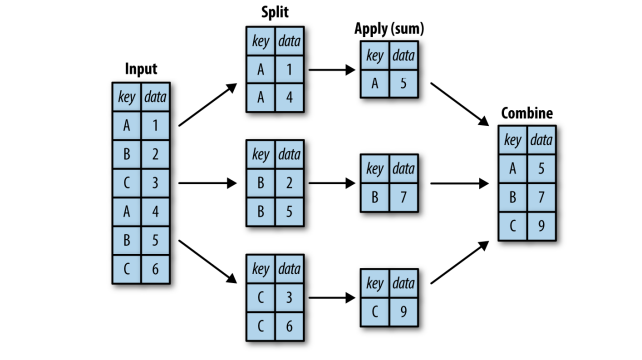 Input
key data
A 1
B 2
C 3
A 4
B 5
C 6
Split
key data
A 1
A 4
key data
B 2
B 5
key data
C 3
C 6
Apply (sum)
key data
A 5
key data
B 7
key data
C 9
Combine
key data
A 5
B 7
C 9